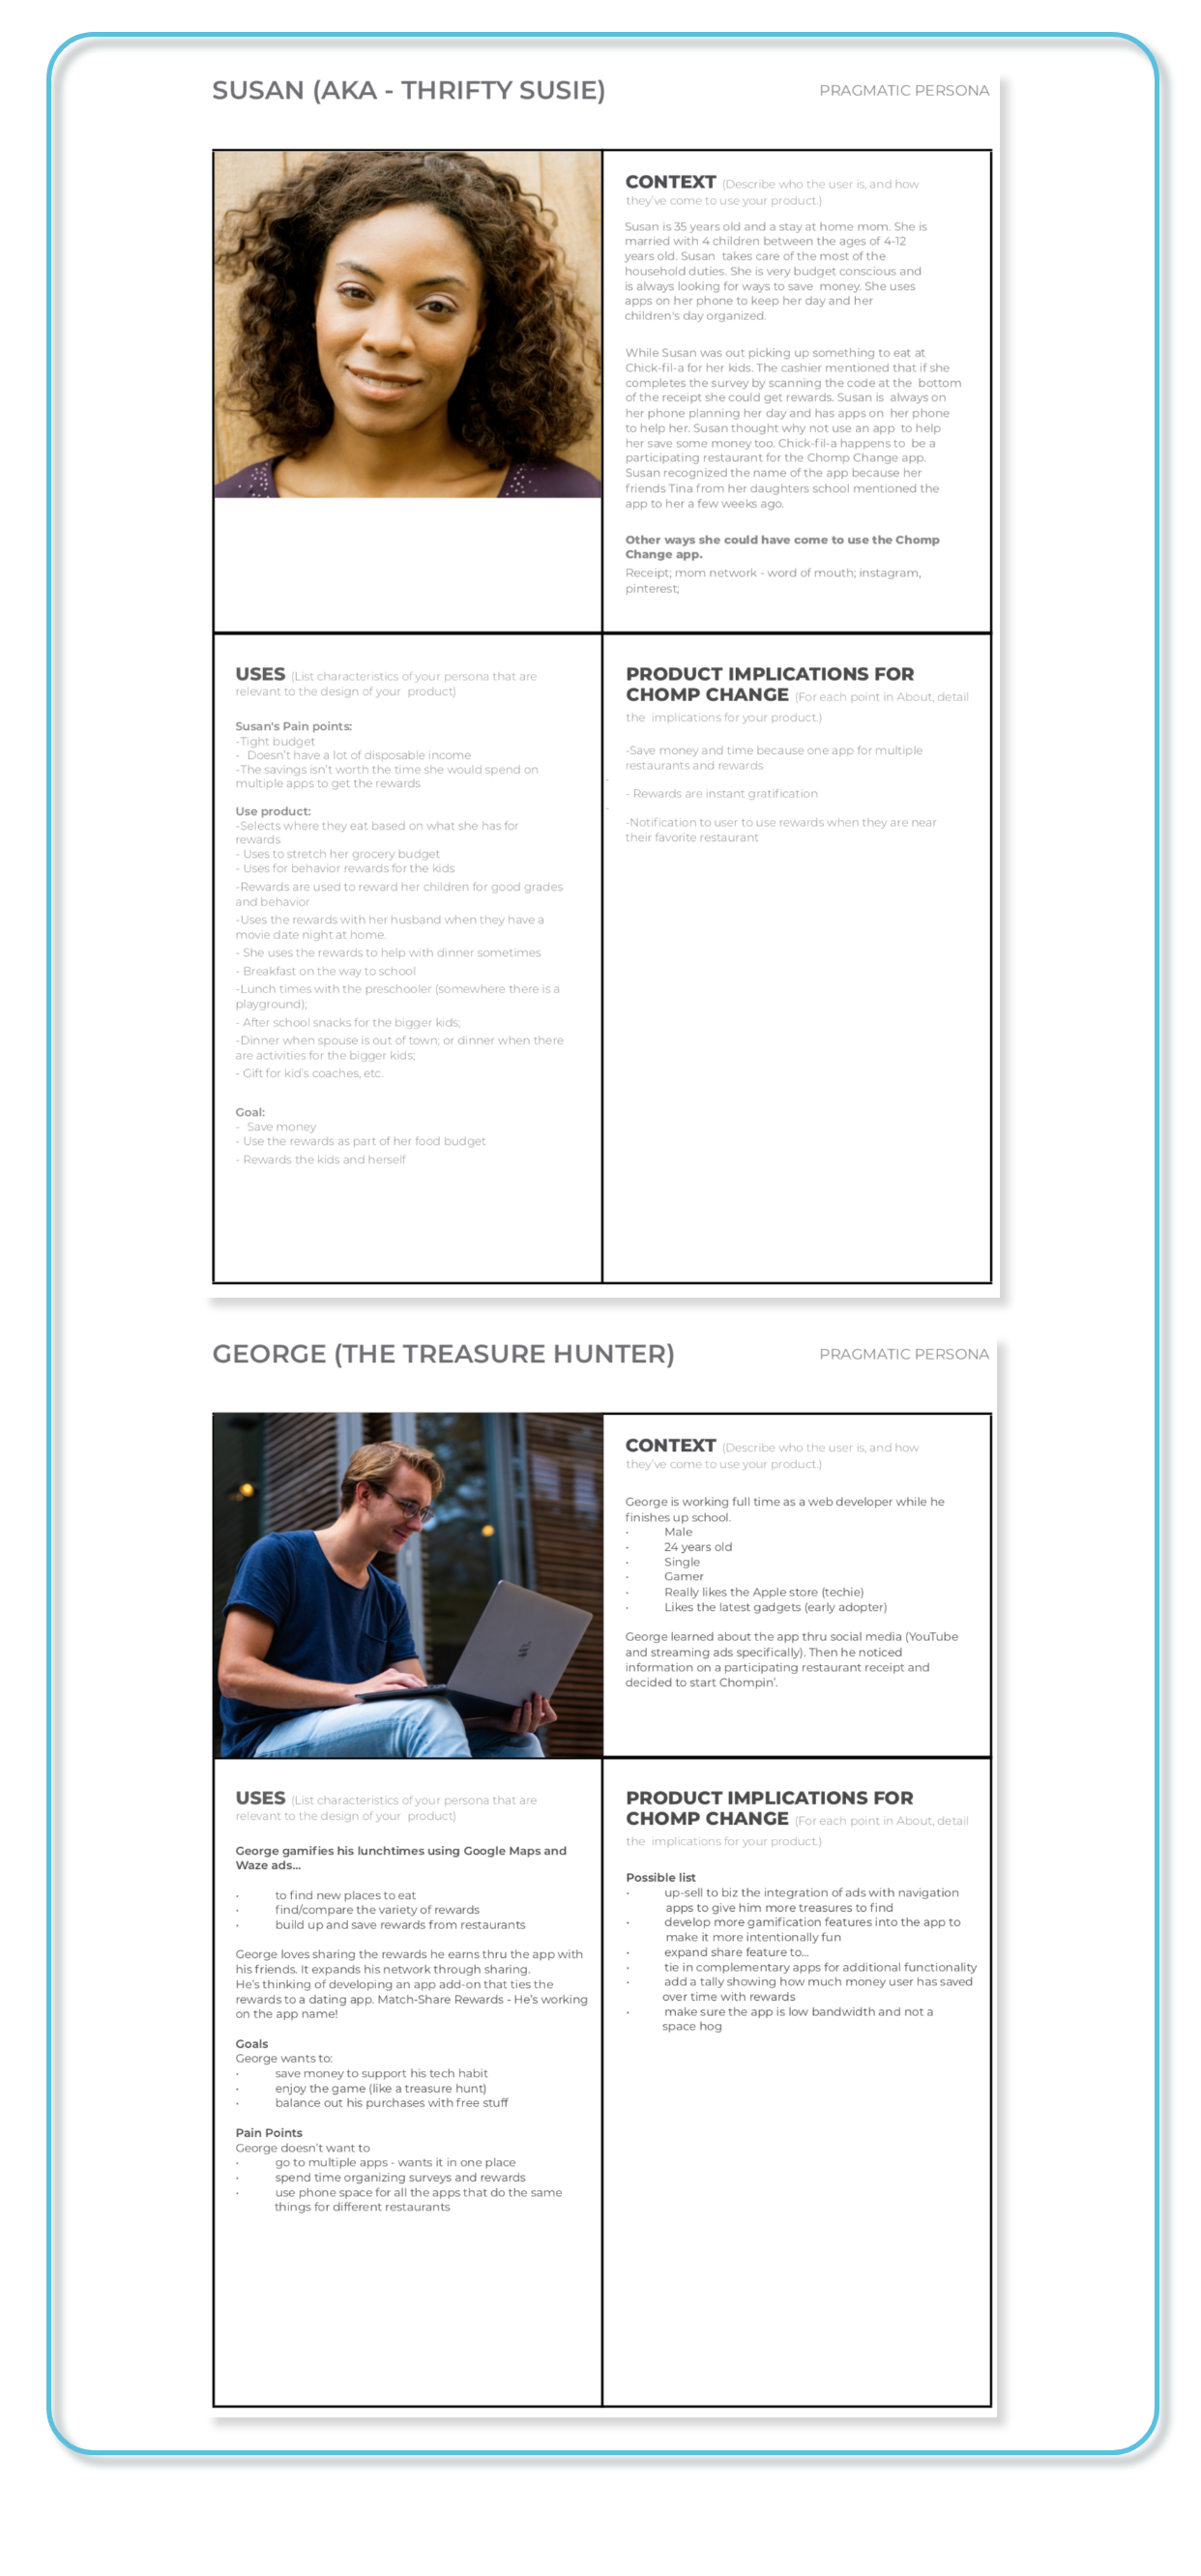 SUSAN (AKA - THRIFTY SUSIE)
PRAGMATIC PERSONA
CONTEXT (Describe who the user is, and how
they've come to use your product.)
Susan is 35 years old and a stay at home mom. She is
married with 4 children between the ages of 4-12
years old. Susan takes care of the most of the
household duties. She is very budget conscious and
is always looking for ways to save money. She uses
apps on her phone to keep her day and her
children's day organized.
While Susan was out picking up something to eat at
Chick-fil-a for her kids. The cashier mentioned that if she
completes the survey by scanning the code at the bottom
of the receipt she could get rewards. Susan is always on
her phone planning her day and has apps on her phone
to help her. Susan thought why not use an app to help
her save some money too. Chick-fil-a happens to be a
participating restaurant for the Chomp Change app.
Susan recognized the name of the app because her
friends Tina from her daughters school mentioned the
app to her a few weeks ago.
Other ways she could have come to use the Chomp
Change app.
Receipt; mom network - word of mouth; instagram,
pinterest;
USES (List characteristics of your persona that are
relevant to the design of your product)
Susan's Pain points:
-Tight budget
- Doesn't have a lot of disposable income
-The savings isn't worth the time she would spend on
multiple apps to get the rewards
Use product:
-Selects where they eat based on what she has for
rewards
- Uses to stretch her grocery budget
- Uses for behavior rewards for the kids
-Rewards are used to reward her children for good grades
and behavior
-Uses the rewards with her husband when they have a
movie date night at home.
- She uses the rewards to help with dinner sometimes
- Breakfast on the way to school
-Lunch times with the preschooler (somewhere there is a
playground);
- After school snacks for the bigger kids;
-Dinner when spouse is out of town; or dinner when there
are activities for the bigger kids;
- Gift for kid's coaches, etc.
Goal:
- Save money
- Use the rewards as part of her food budget
- Rewards the kids and herself
PRODUCT IMPLICATIONS FOR
CHOMP CHANGE (For each point in About, detail
the implications for your product.)
-Save money and time because one app for multiple
restaurants and rewards
-
- Rewards are instant gratification
-
-Notification to user to use rewards when they are near
their favorite restaurant
GEORGE (THE TREASURE HUNTER)
PRAGMATIC PERSONA
CONTEXT (Describe who the user is, and how
they've come to use your product.)
George is working full time as a web developer while he
finishes up school.
• Male
• 24 years old
• Single
• Gamer
• Really likes the Apple store (techie)
• Likes the latest gadgets (early adopter)
George learned about the app thru social media (YouTube
and streaming ads specifically). Then he noticed
information on a participating restaurant receipt and
decided to start Chompin'.
USES (List characteristics of your persona that are
relevant to the design of your product)
George gamifies his lunchtimes using Google Maps and
Waze ads...
• to find new places to eat
• find/compare the variety of rewards
• build up and save rewards from restaurants
George loves sharing the rewards he earns thru the app with
his friends. It expands his network through sharing.
He's thinking of developing an app add-on that ties the
rewards to a dating app. Match-Share Rewards - He's working
on the app name!
Goals
George wants to:
• save money to support his tech habit
• enjoy the game (like a treasure hunt)
• balance out his purchases with free stuff
Pain Points
George doesn't want to
• go to multiple apps - wants it in one place
• spend time organizing surveys and rewards
• use phone space for all the apps that do the same
things for different restaurants
PRODUCT IMPLICATIONS FOR
CHOMP CHANGE (For each point in About, detail
the implications for your product.)
Possible list
• up-sell to biz the integration of ads with navigation
apps to give him more treasures to find
• develop more gamification features into the app to
make it more intentionally fun
• expand share feature to...
• tie in complementary apps for additional functionality
• add a tally showing how much money user has saved
over time with rewards
• make sure the app is low bandwidth and not a
space hog